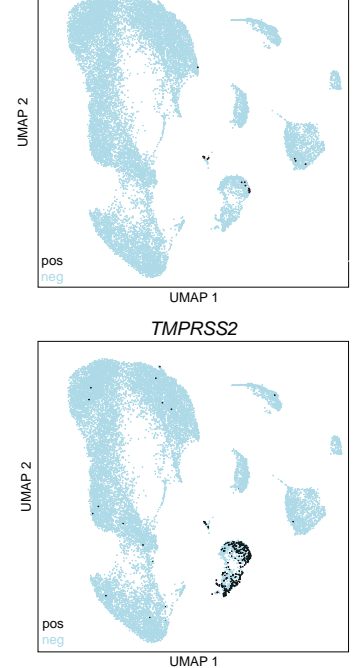 UMAP 2
pos
neg
UMAP 1
TMPRSS2
UMAP 2
pos
neg
UMAP 1